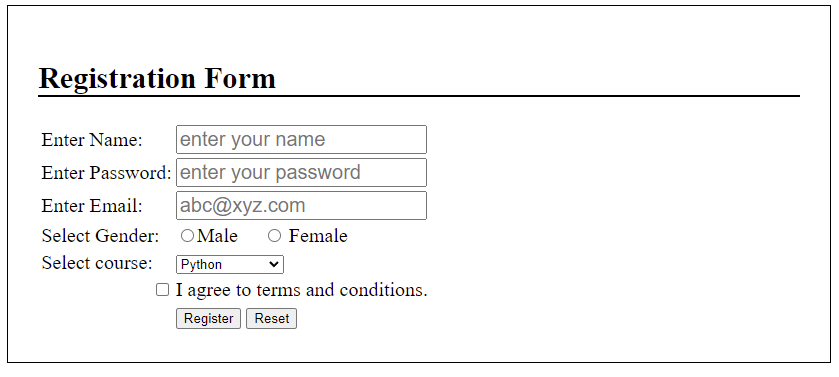 Registration Form
Enter Name: enter your name
Enter Password: enter your password
Enter Email: abc@xyz.com
Select Gender: Male Female
Select course: Python
I agree to terms and conditions.
Register Reset